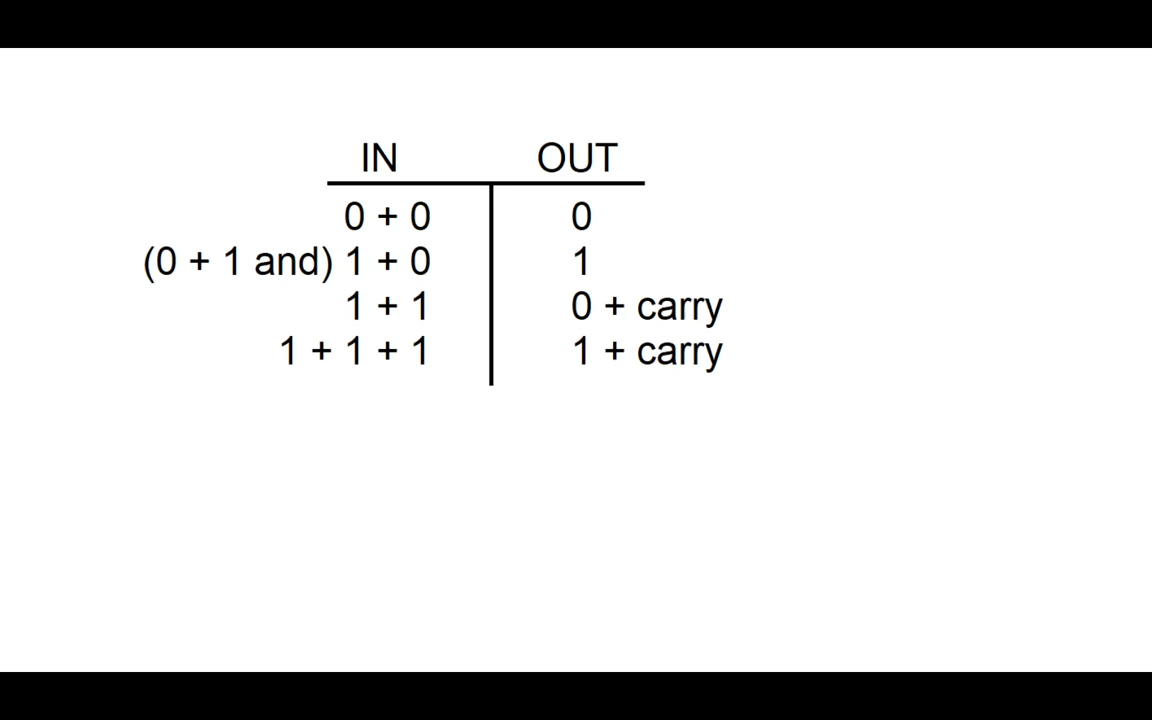 IN OUT
0 + 0 0
(0 + 1 and) 1 + 0 1
1 + 1 0 + carry
1 + 1 + 1 1 + carry